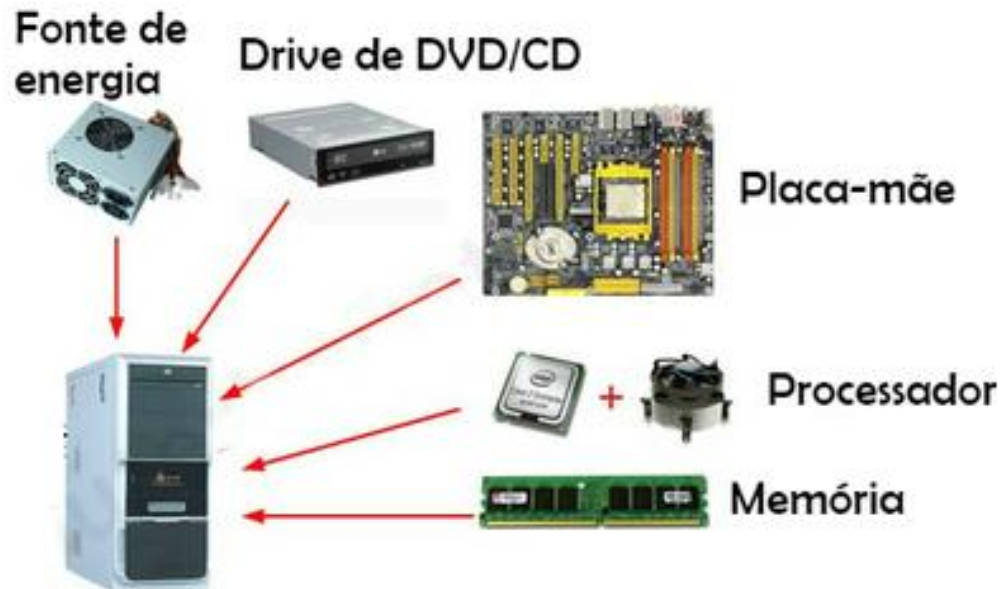 Fonte de
energia
Drive de DVD/CD
Placa-mãe
Processador
+
Memória